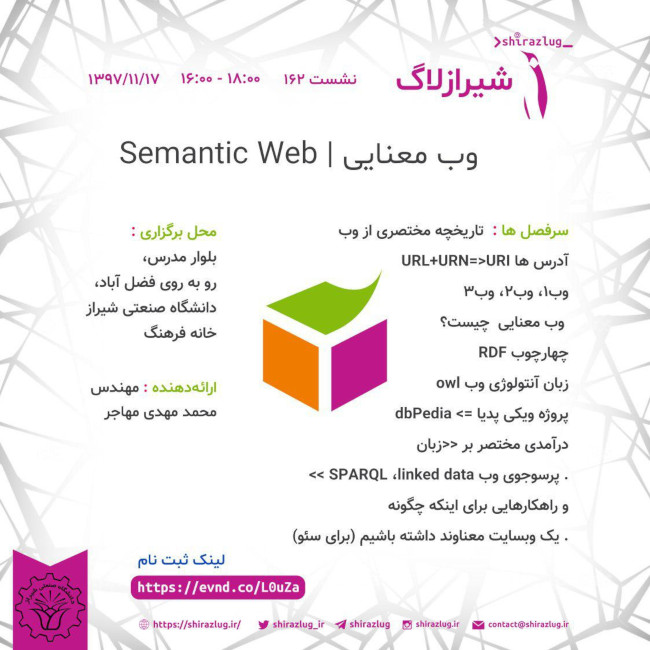 >shirazlug_
شیرازلاگ
نشست ۱۶۲
۱۶:۰۰ - ۱۸:۰۰
۱۳۹۷/۱۱/۱۷
وب معنایی | Semantic Web
سرفصل ها : تاریخچه مختصری از وب
آدرس ها URL+URN=>URI
وب۱، وب۲، وب۳
وب معنایی چیست؟
چهارچوب RDF
زبان آنتولوژی وب owl
پروژه ویکی پدیا => dbPedia
درآمدی مختصر بر <<زبان
. پرسوجوی وب SPARQL ،linked data >>
و راهکارهایی برای اینکه چگونه
. یک وبسایت معناوند داشته باشیم (برای سئو)
محل برگزاری :
بلوار مدرس،
رو به روی فضل آباد،
دانشگاه صنعتی شیراز
خانه فرهنگ
ارائه‌دهنده : مهندس
محمد مهدی مهاجر
لینک ثبت نام
https://evnd.co/L0uZa
https://shirazlug.ir/
shirazlug_ir
shirazlug
shirazlug.ir
contact@shirazlug.ir